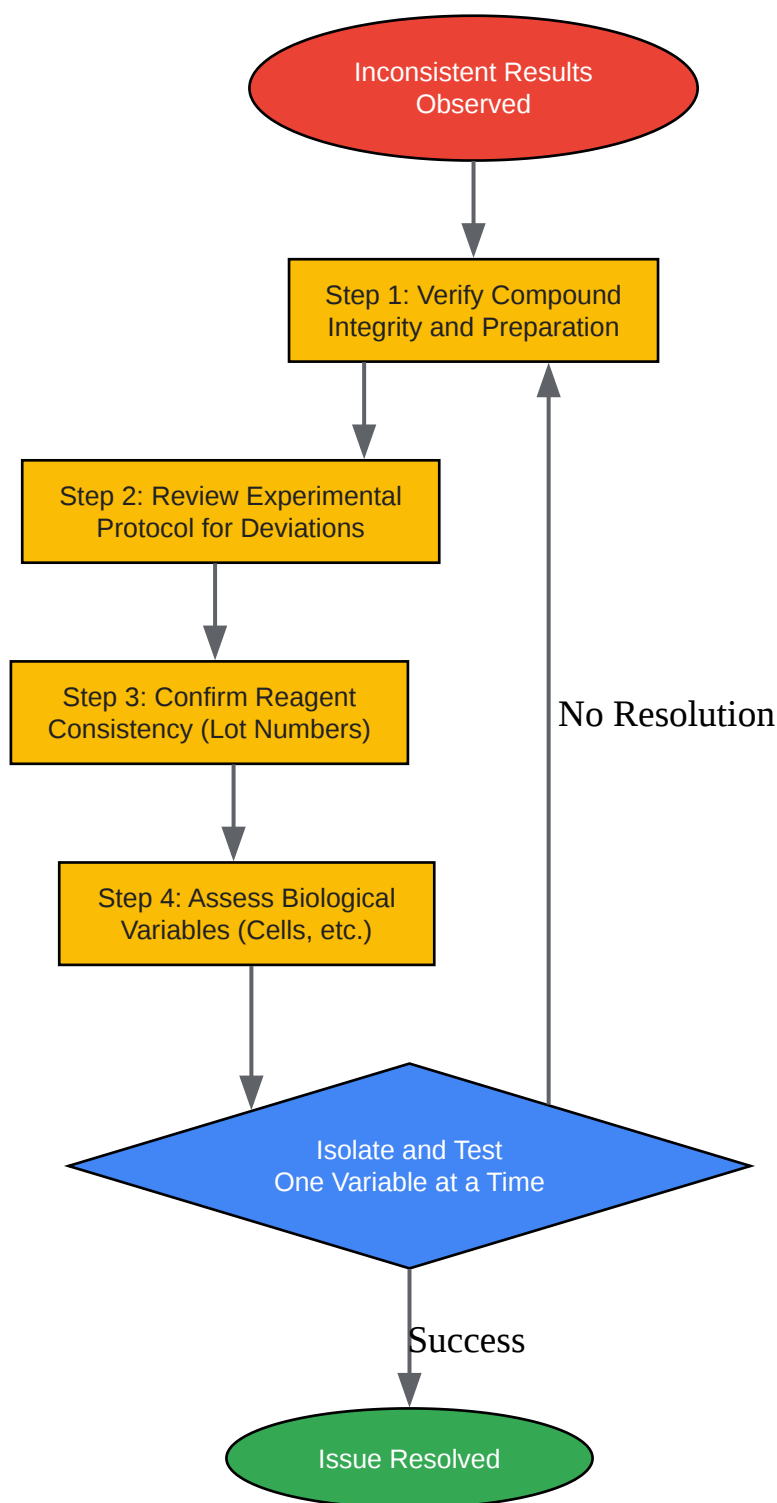 Inconsistent Results
Observed
Step 1: Verify Compound
Integrity and Preparation
Step 2: Review Experimental
Protocol for Deviations
Step 3: Confirm Reagent
Consistency (Lot Numbers)
No Resolution
Step 4: Assess Biological
Variables (Cells, etc.)
Isolate and Test
One Variable at a Time
Success
Issue Resolved